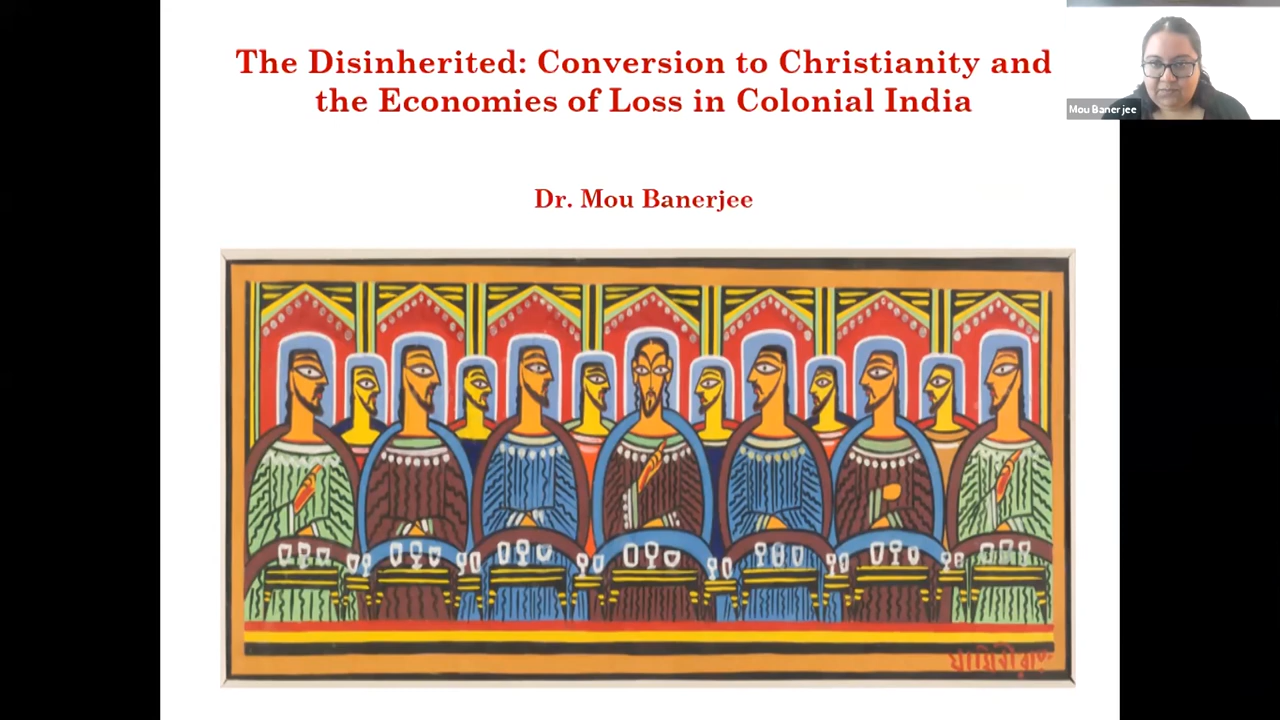 The Disinherited: Conversion to Christianity and
the Economies of Loss in Colonial India
Mou Banerjee
Dr. Mou Banerjee
যামিনী রায়